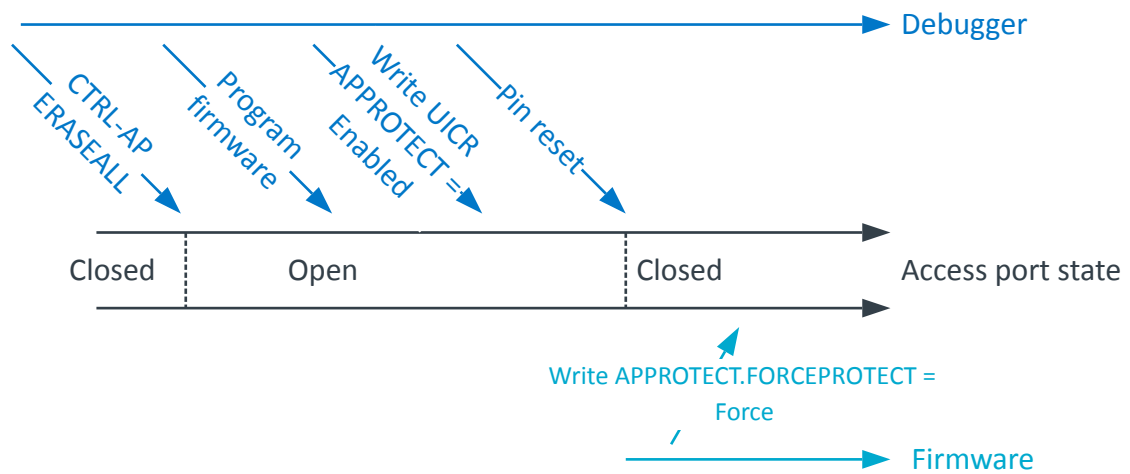 Debugger
CTRL-AP
ERASEALL
Program
firmware
Write UICR
APPROTECT =
Enabled
Pin reset
Closed
Open
Closed
Access port state
Write APPROTECT.FORCEPROTECT =
Force
Firmware